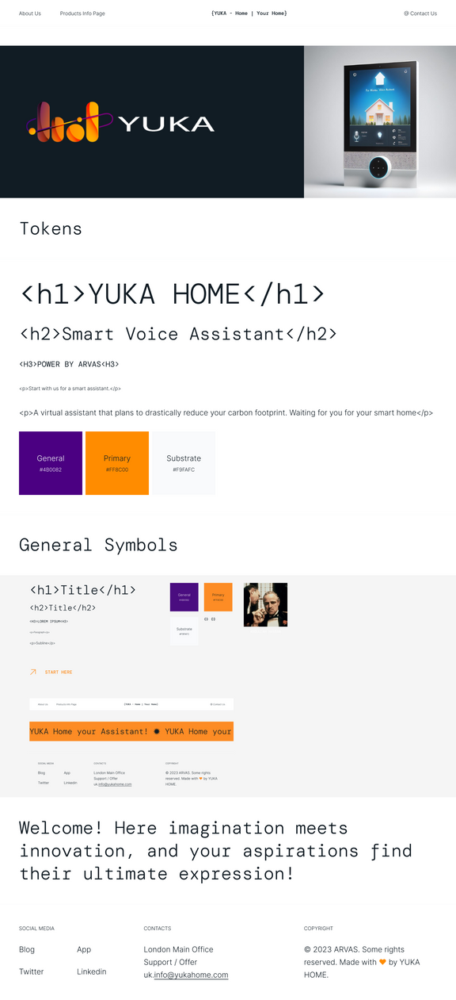 About Us
Products Info Page
{YUKA - Home | Your Home}
@ Contact Us
YUKA
Tokens
<h1>YUKA HOME</h1>
<h2>Smart Voice Assistant</h2>
<H3>POWER BY ARVAS<H3>
<p>Start with us for a smart assistant.</p>
<p>A virtual assistant that plans to drastically reduce your carbon footprint. Waiting for you for your smart home</p>
General
#4B0082
Primary
#FF8C00
Substrate
#F9FAFC
General Symbols
<h1>Title</h1>
<h2>Title</h2>
<H3>LOREM IPSUM<H3>
<p>Subline</p>
General
Primary
Substrate
START HERE
About Us
Products Info Page
{YUKA - Home | Your Home}
@ Contact Us
YUKA Home your Assistant! ✹ YUKA Home your
SOCIAL MEDIA
Blog
App
Twitter
Linkedin
CONTACTS
London Main Office
Support / Offer
uk.info@yukahome.com
COPYRIGHT
© 2023 ARVAS. Some rights
reserved. Made with 🧡 by YUKA
HOME.
Welcome! Here imagination meets
innovation, and your aspirations find
their ultimate expression!
SOCIAL MEDIA
Blog
App
Twitter
Linkedin
CONTACTS
London Main Office
Support / Offer
uk.info@yukahome.com
COPYRIGHT
© 2023 ARVAS. Some rights
reserved. Made with 🧡 by YUKA
HOME.